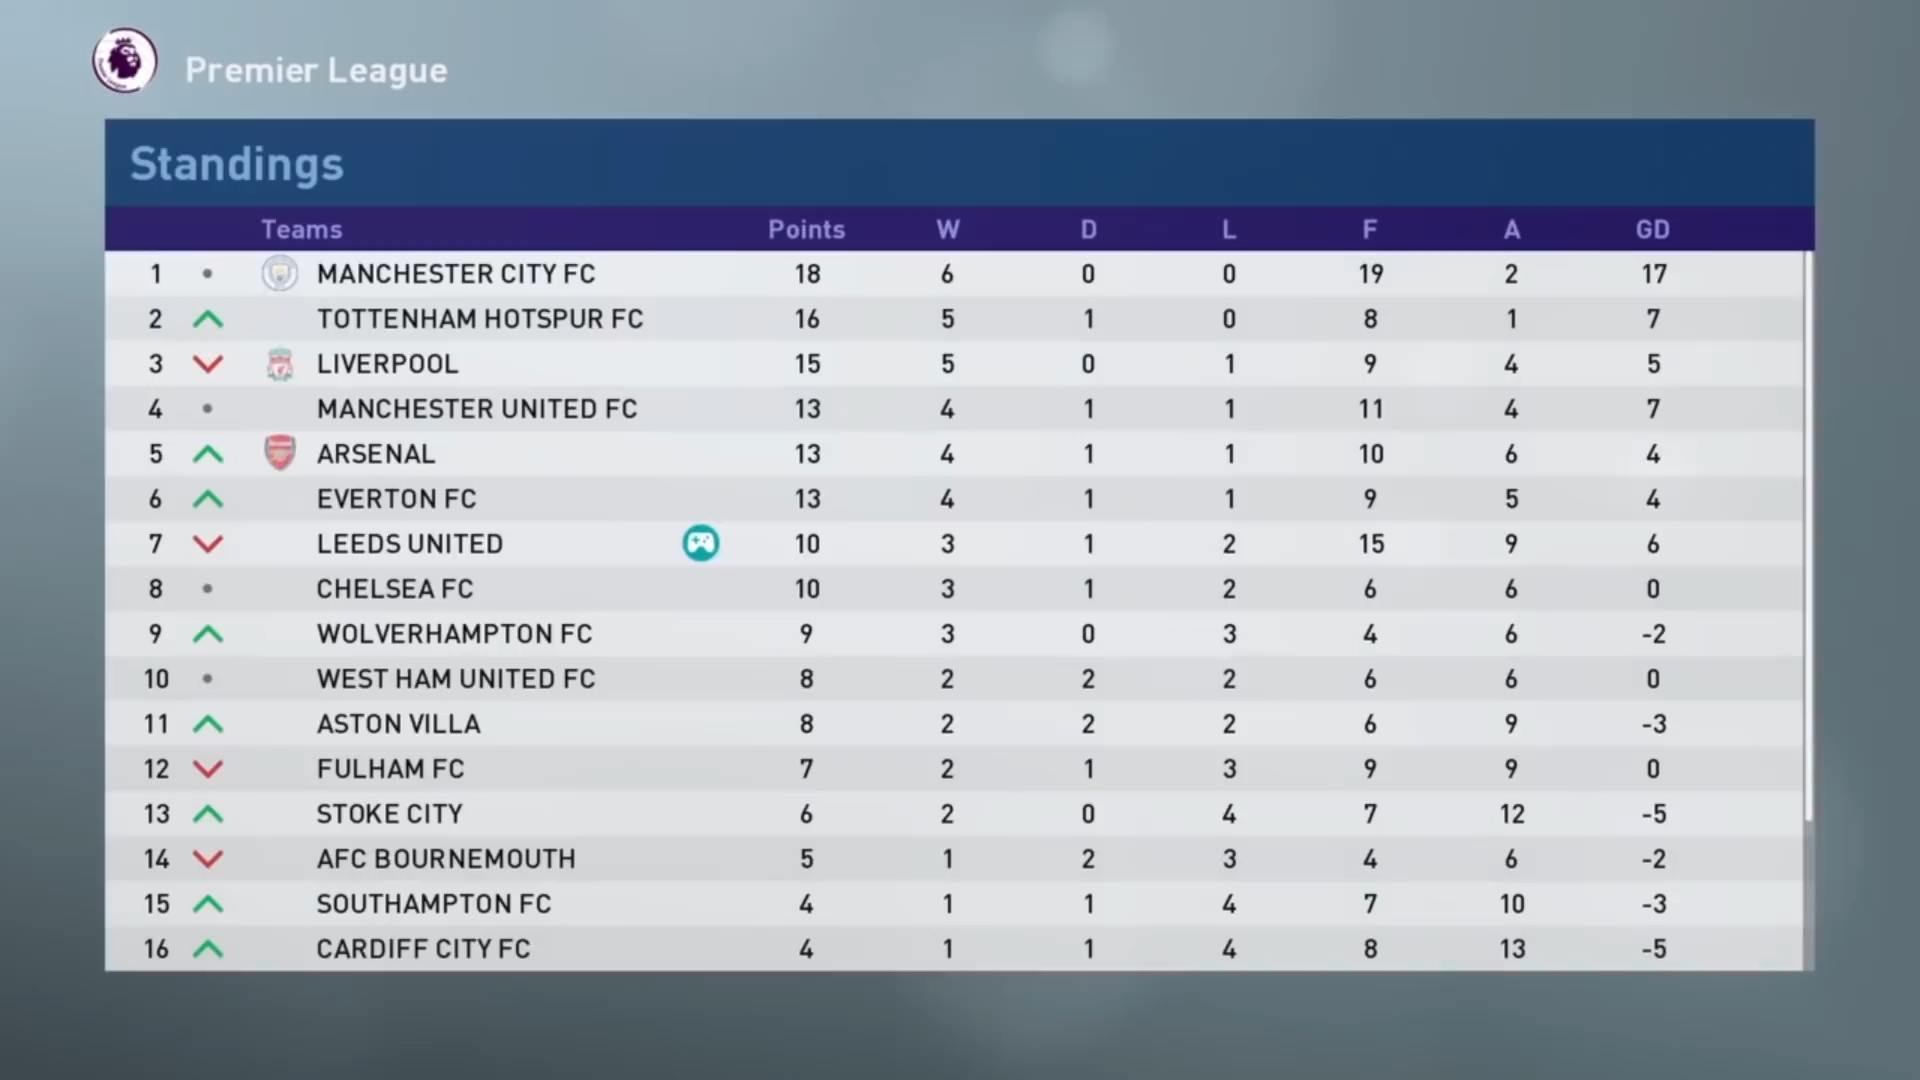 Premier League
Standings
Teams Points W D L F A GD
1 MANCHESTER CITY FC 18 6 0 0 19 2 17
2 TOTTENHAM HOTSPUR FC 16 5 1 0 8 1 7
3 LIVERPOOL 15 5 0 1 9 4 5
4 MANCHESTER UNITED FC 13 4 1 1 11 4 7
5 ARSENAL 13 4 1 1 10 6 4
6 EVERTON FC 13 4 1 1 9 5 4
7 LEEDS UNITED 10 3 1 2 15 9 6
8 CHELSEA FC 10 3 1 2 6 6 0
9 WOLVERHAMPTON FC 9 3 0 3 4 6 -2
10 WEST HAM UNITED FC 8 2 2 2 6 6 0
11 ASTON VILLA 8 2 2 2 6 9 -3
12 FULHAM FC 7 2 1 3 9 9 0
13 STOKE CITY 6 2 0 4 7 12 -5
14 AFC BOURNEMOUTH 5 1 2 3 4 6 -2
15 SOUTHAMPTON FC 4 1 1 4 7 10 -3
16 CARDIFF CITY FC 4 1 1 4 8 13 -5